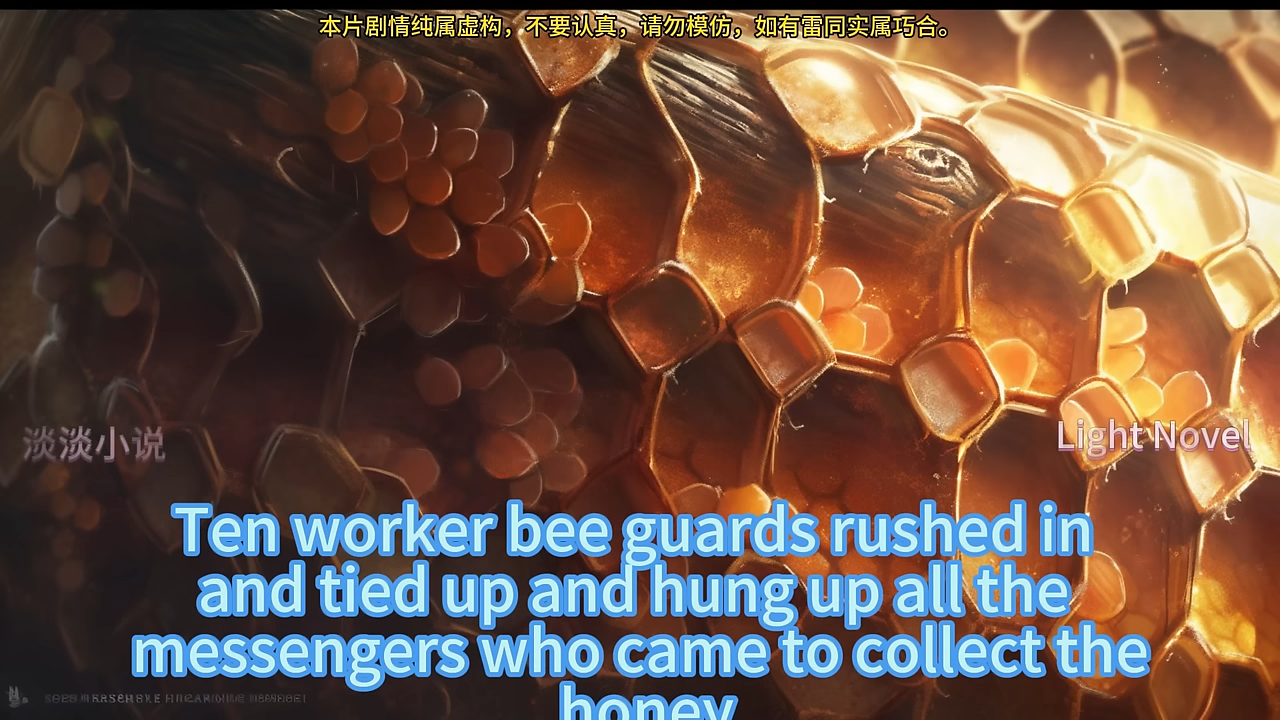 本片剧情纯属虚构，不要认真，请勿模仿，如有雷同实属巧合。
淡淡小说
Light Novel
Ten worker bee guards rushed in
and tied up and hung up all the
messengers who came to collect the
honey